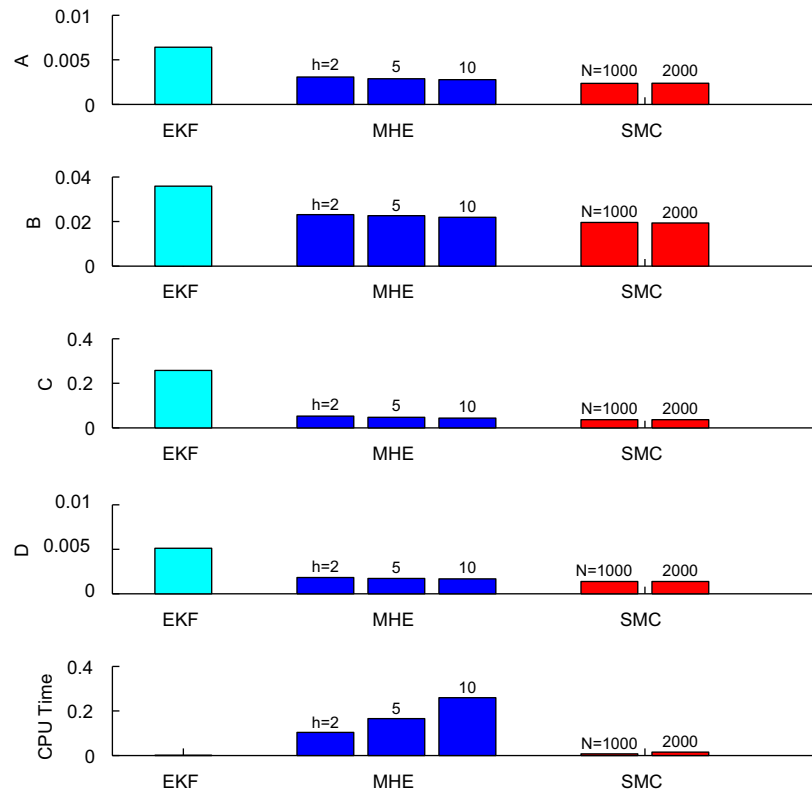 0.01
0.005
0
A
h=2 5 10
N=1000 2000
EKF MHE SMC
0.04
0.02
0
B
h=2 5 10
N=1000 2000
EKF MHE SMC
0.4
0.2
0
C
h=2 5 10
N=1000 2000
EKF MHE SMC
0.01
0.005
0
D
h=2 5 10
N=1000 2000
EKF MHE SMC
0.4
0.2
0
CPU Time
h=2 5 10
N=1000 2000
EKF MHE SMC